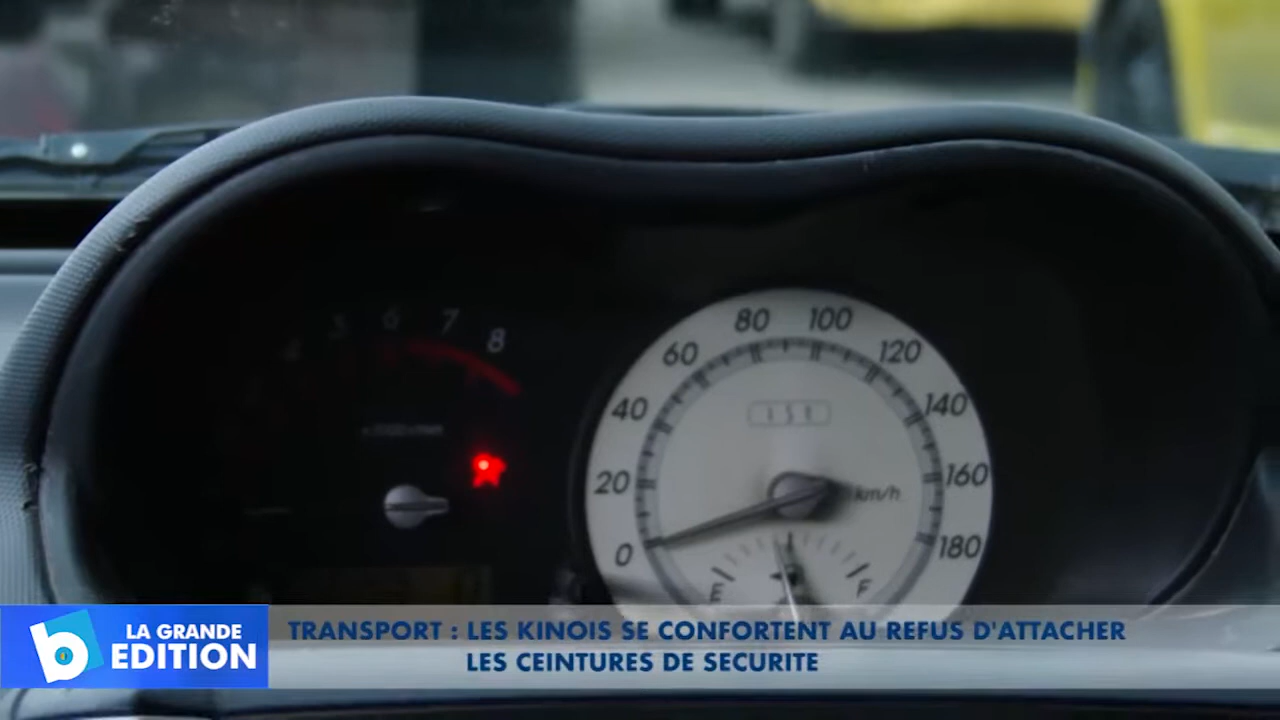 5 6 7 8
80 100
60 120
40 140
20 160
km/h
0 180
E F
b LA GRANDE
EDITION
TRANSPORT : LES KINOIS SE CONFORTENT AU REFUS D'ATTACHER
LES CEINTURES DE SECURITE